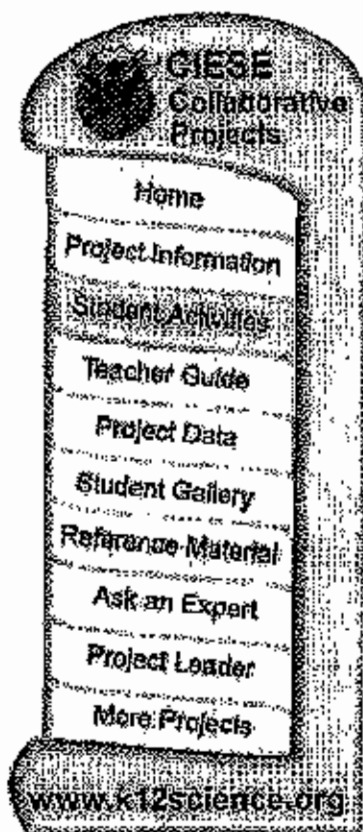 CIESE
Collaborative
Projects
Home
Project Information
Student Activities
Teacher Guide
Project Data
Student Gallery
Reference Material
Ask an Expert
Project Leader
More Projects
www.k12science.org